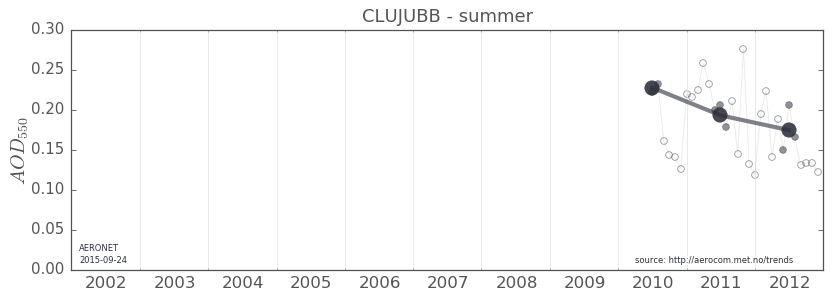 CLUJUBB - summer
0.30
0.25
0.20
0.15
0.10
0.05
0.00
AOD550
AERONET
2015-09-24
source: http://aerocom.met.no/trends
2002 2003 2004 2005 2006 2007 2008 2009 2010 2011 2012